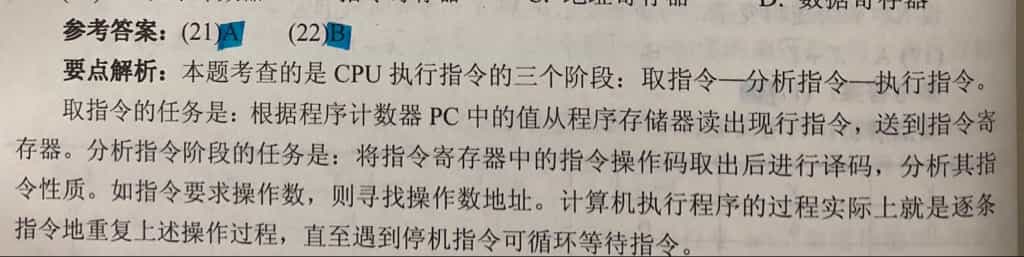 C. 地址寄存器 D. 数据寄存器
参考答案：(21)A (22)B
要点解析：本题考查的是 CPU 执行指令的三个阶段：取指令—分析指令—执行指令。
取指令的任务是：根据程序计数器 PC 中的值从程序存储器读出现行指令，送到指令寄
存器。分析指令阶段的任务是：将指令寄存器中的指令操作码取出后进行译码，分析其指
令性质。如指令要求操作数，则寻找操作数地址。计算机执行程序的过程实际上就是逐条
指令地重复上述操作过程，直至遇到停机指令可循环等待指令。